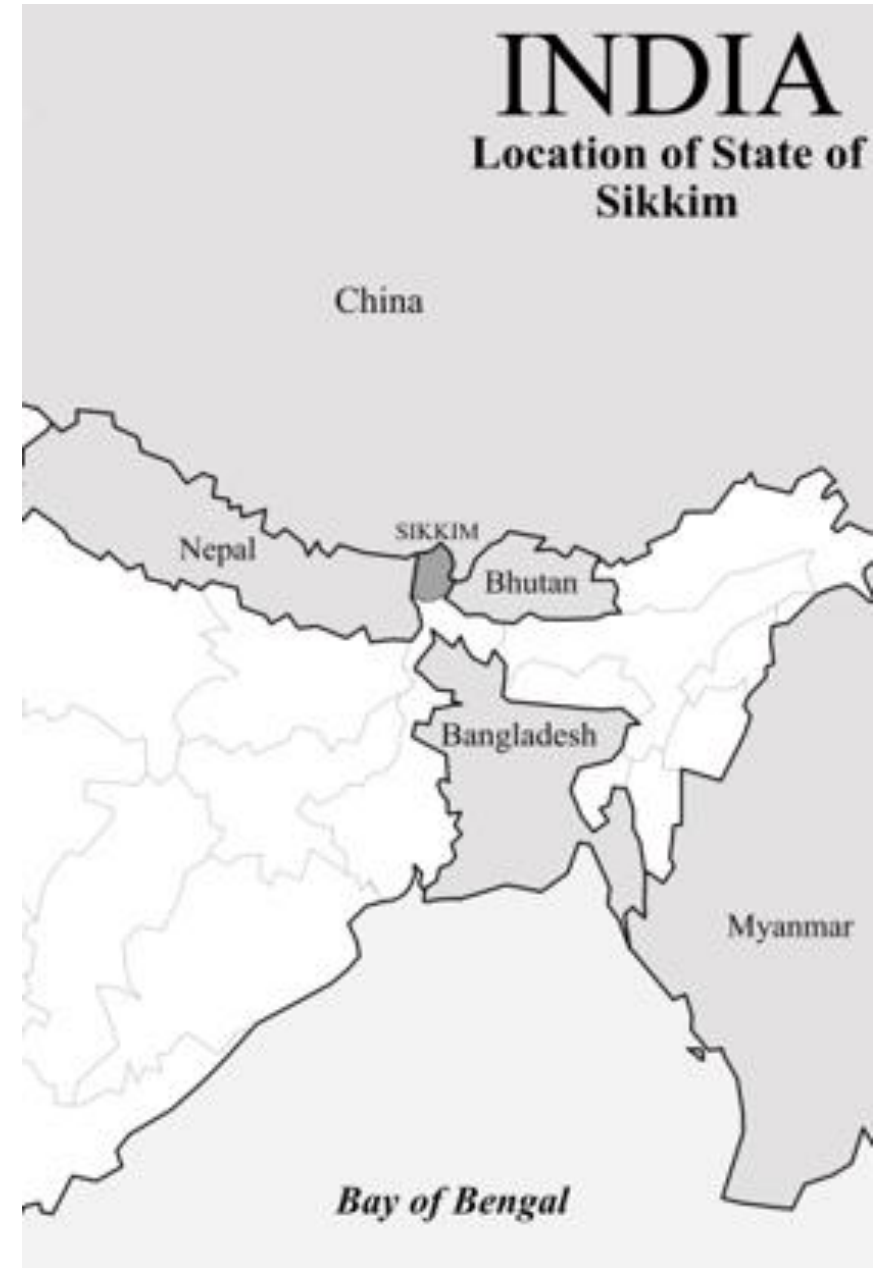 INDIA
Location of State of
Sikkim
China
SIKKIM
Nepal
Bhutan
Bangladesh
Myanmar
Bay of Bengal